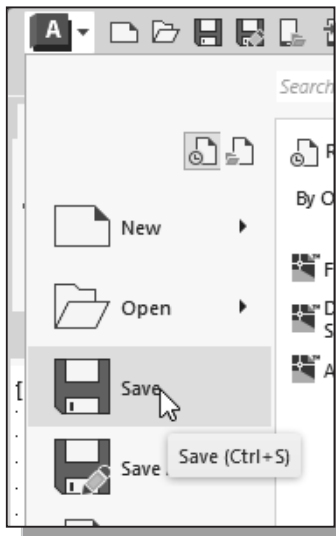 A
Search
R
By O
New
Open
F
D
S
Save
A
Save
Save (Ctrl+S)
[